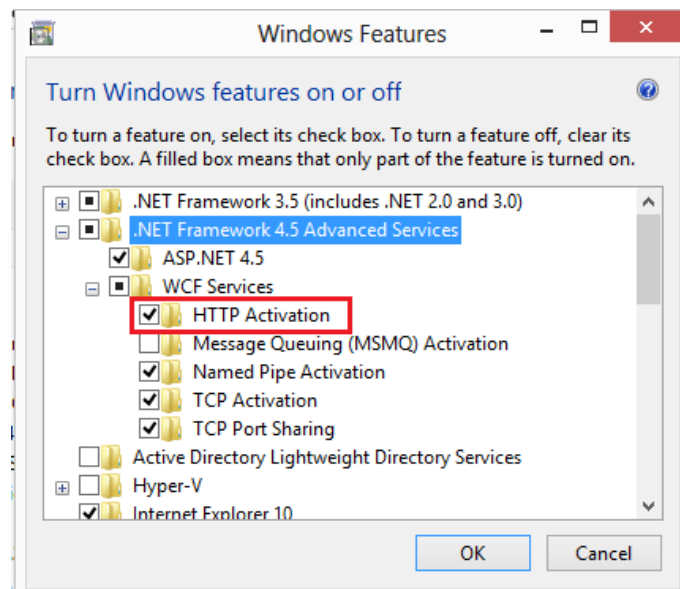 Windows Features
Turn Windows features on or off
To turn a feature on, select its check box. To turn a feature off, clear its
check box. A filled box means that only part of the feature is turned on.
.NET Framework 3.5 (includes .NET 2.0 and 3.0)
.NET Framework 4.5 Advanced Services
ASP.NET 4.5
WCF Services
HTTP Activation
Message Queuing (MSMQ) Activation
Named Pipe Activation
TCP Activation
TCP Port Sharing
Active Directory Lightweight Directory Services
Hyper-V
Internet Explorer 10
OK
Cancel